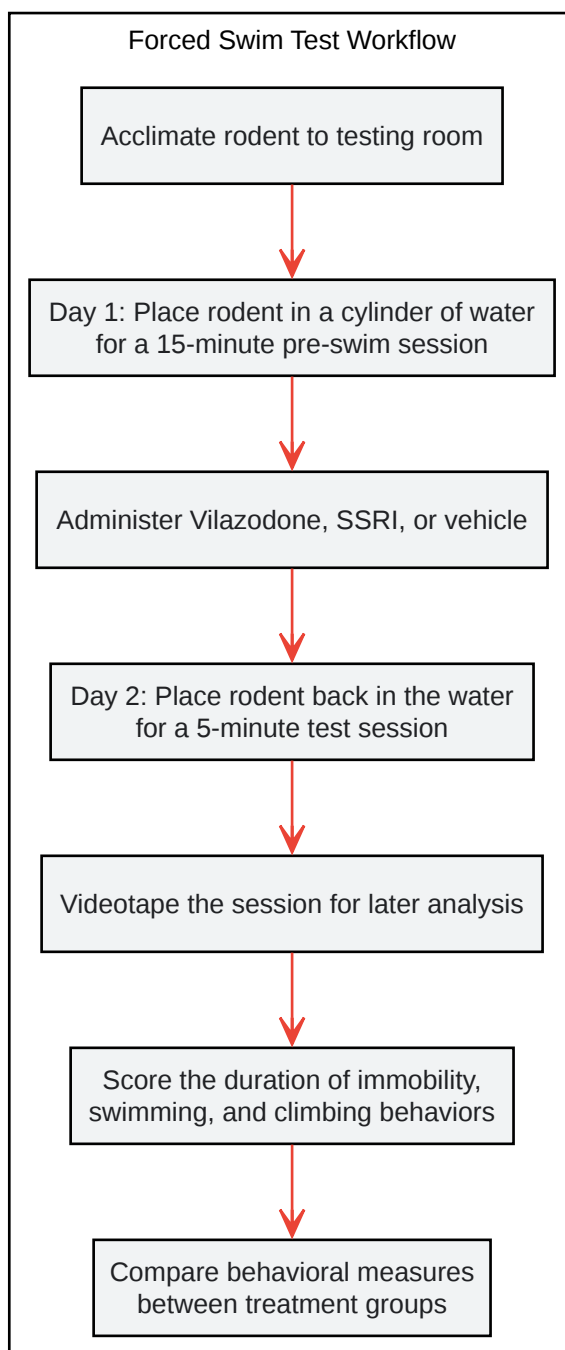 Forced Swim Test Workflow
Acclimate rodent to testing room
Day 1: Place rodent in a cylinder of water
for a 15-minute pre-swim session
Administer Vilazodone, SSRI, or vehicle
Day 2: Place rodent back in the water
for a 5-minute test session
Videotape the session for later analysis
Score the duration of immobility,
swimming, and climbing behaviors
Compare behavioral measures
between treatment groups